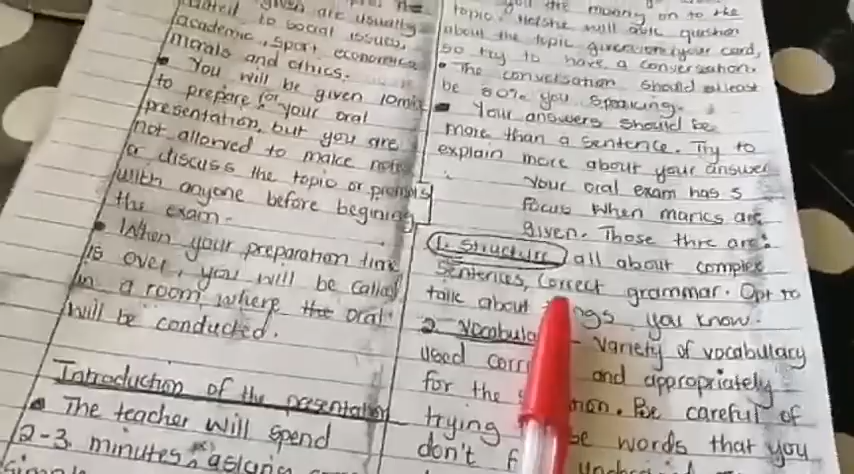 given are usually
to social issues,
academic, sport, economics
morals and ethics.
• You will be given 10min
to prepare for your oral
presentation, but you are
not allowed to make notes
or discuss the topic or prompts
with anyone before begining
the exam.
• When your preparation time
is over, you will be called
in a room, where the oral
will be conducted.
Introduction of the presentation
• The teacher will spend
2-3 minutes asking
you are moving on to the
topic. He/she will ask question
about the topic given on your card,
so try to have a conversation.
• The conversation should atleast
be 80% you speaking.
• Your answers should be
more than a sentence. Try to
explain more about your answer
Your oral exam has 3
focus when marks are
given. Those thre are:
1. Structure all about complex
sentences, correct grammar. Opt to
talk about you know.
2. - Variety of vocabulary
used and appropriately
for the Be careful of
trying words that you
don't